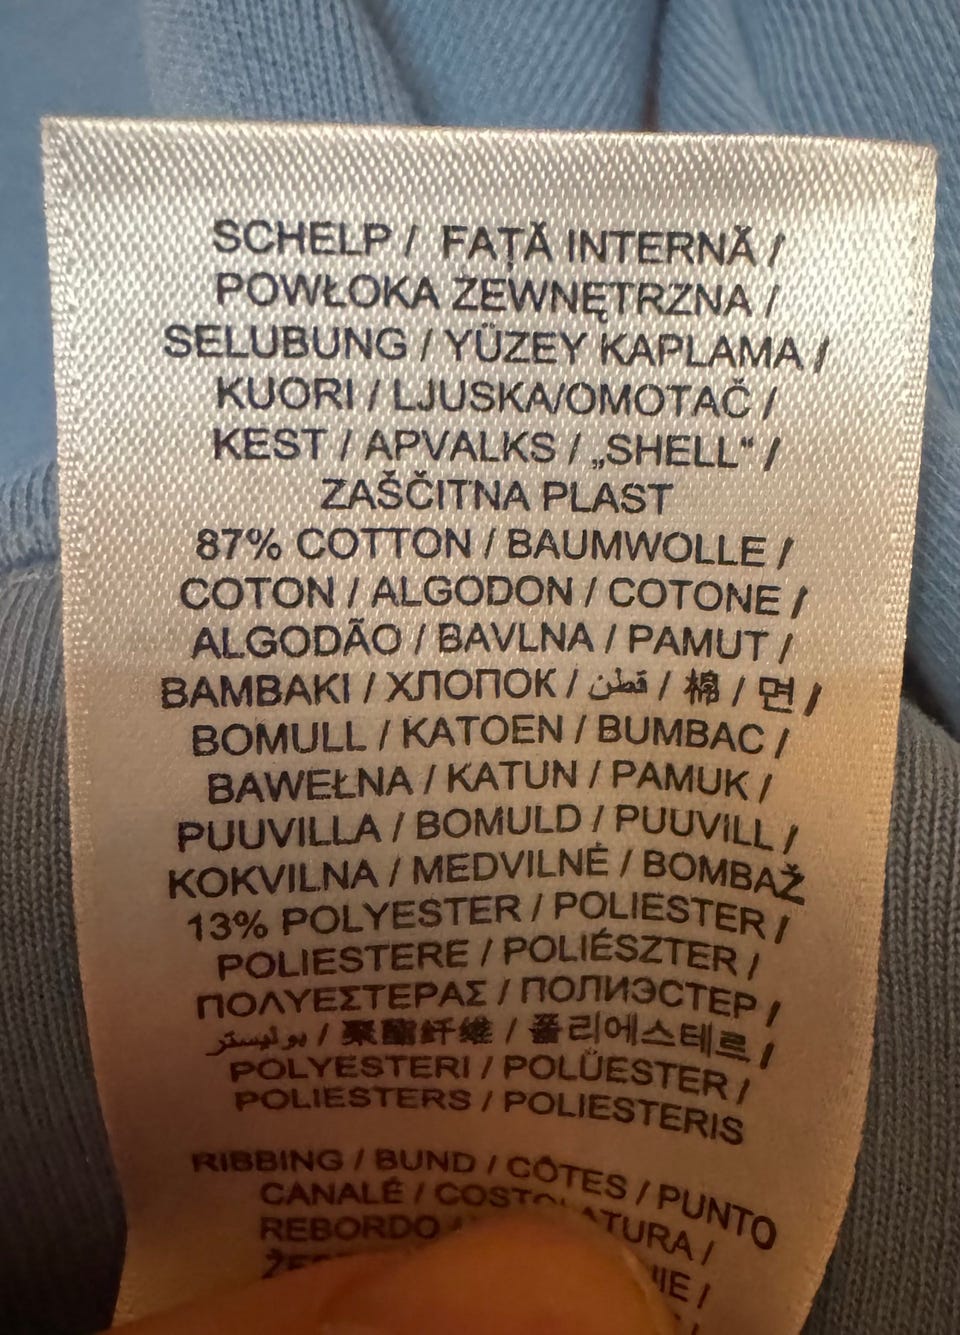 SCHELP / FAȚĂ INTERNĂ /
POWŁOKA ZEWNĘTRZNA /
SELUBUNG / YÜZEY KAPLAMA /
KUORI / LJUSKA/OMOTAČ /
KEST / APVALKS / „SHELL“ /
ZAŠČITNA PLAST
87% COTTON / BAUMWOLLE /
COTON / ALGODON / COTONE /
ALGODÃO / BAVLNA / PAMUT /
BAMBAKI / ХЛОПОК / قطن / 棉 / 면 /
BOMULL / KATOEN / BUMBAC /
BAWEŁNA / KATUN / PAMUK /
PUUVILLA / BOMULD / PUUVILL /
KOKVILNA / MEDVILNĖ / BOMBAŽ
13% POLYESTER / POLIESTER /
POLIESTERE / POLIÉSZTER /
ΠΟΛΥΕΣΤΕΡΑΣ / ПОЛИЭСТЕР /
بوليستر / 聚酯纤维 / 폴리에스테르 /
POLYESTERI / POLÜESTER /
POLIESTERS / POLIESTERIS
RIBBING / BUND / CÔTES / PUNTO
CANALÉ /
REBORDO /